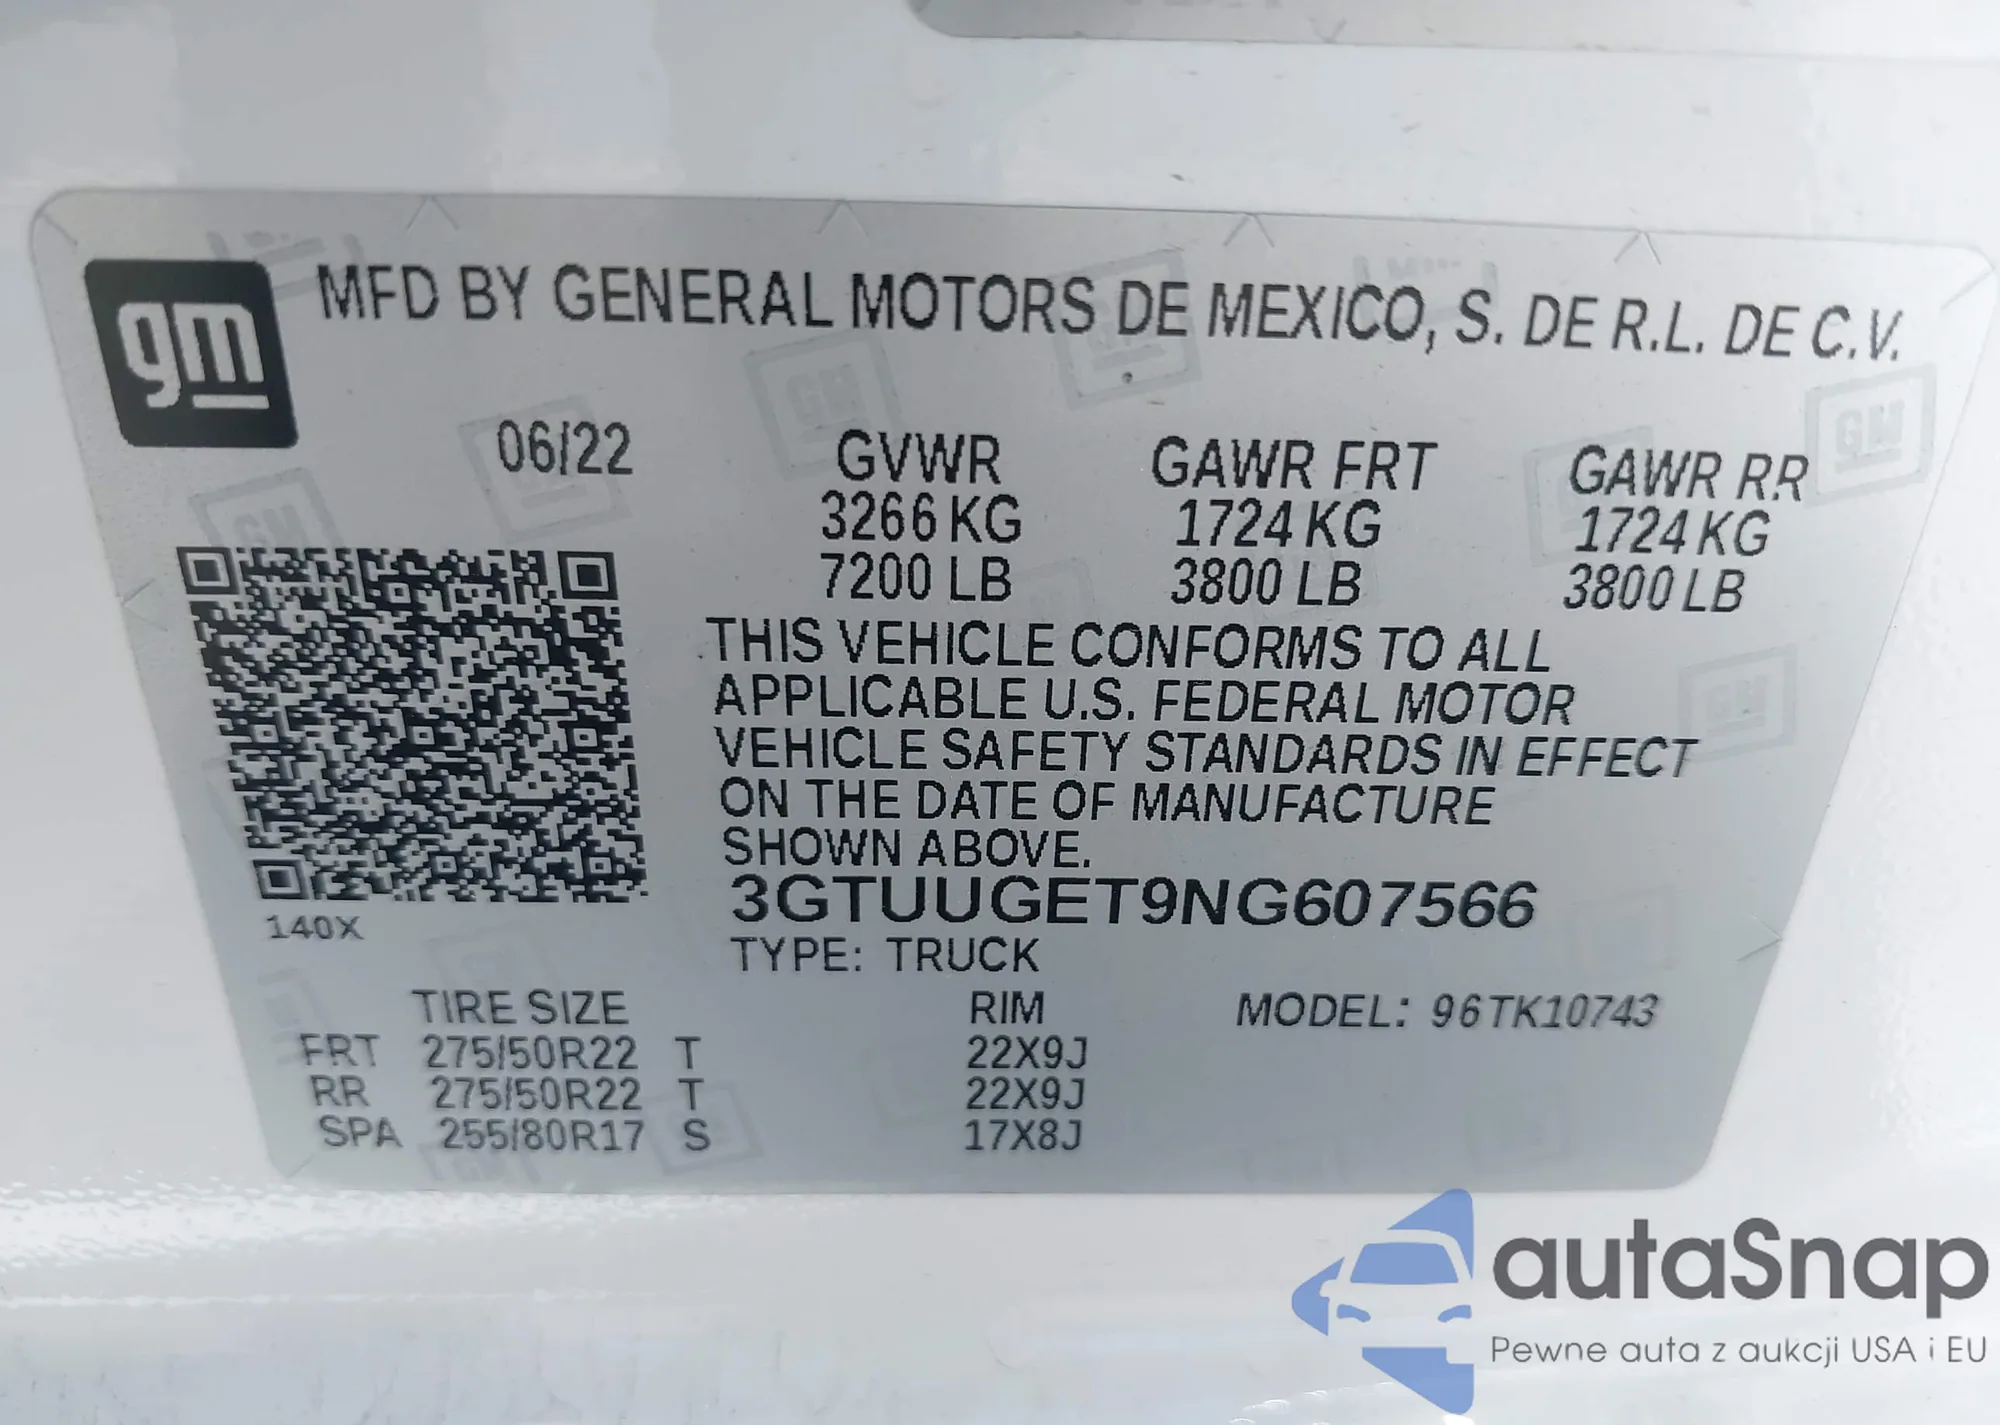 gm
MFD BY GENERAL MOTORS DE MEXICO, S. DE R.L. DE C.V.
06/22 GVWR GAWR FRT GAWR RR
3266 KG 1724 KG 1724 KG
7200 LB 3800 LB 3800 LB
THIS VEHICLE CONFORMS TO ALL
APPLICABLE U.S. FEDERAL MOTOR
VEHICLE SAFETY STANDARDS IN EFFECT
ON THE DATE OF MANUFACTURE
SHOWN ABOVE.
3GTUUGET9NG607566
140X
TYPE: TRUCK
TIRE SIZE RIM MODEL: 96TK10743
FRT 275/50R22 T 22X9J
RR 275/50R22 T 22X9J
SPA 255/80R17 S 17X8J
autaSnap
Pewne auta z aukcji USA i EU